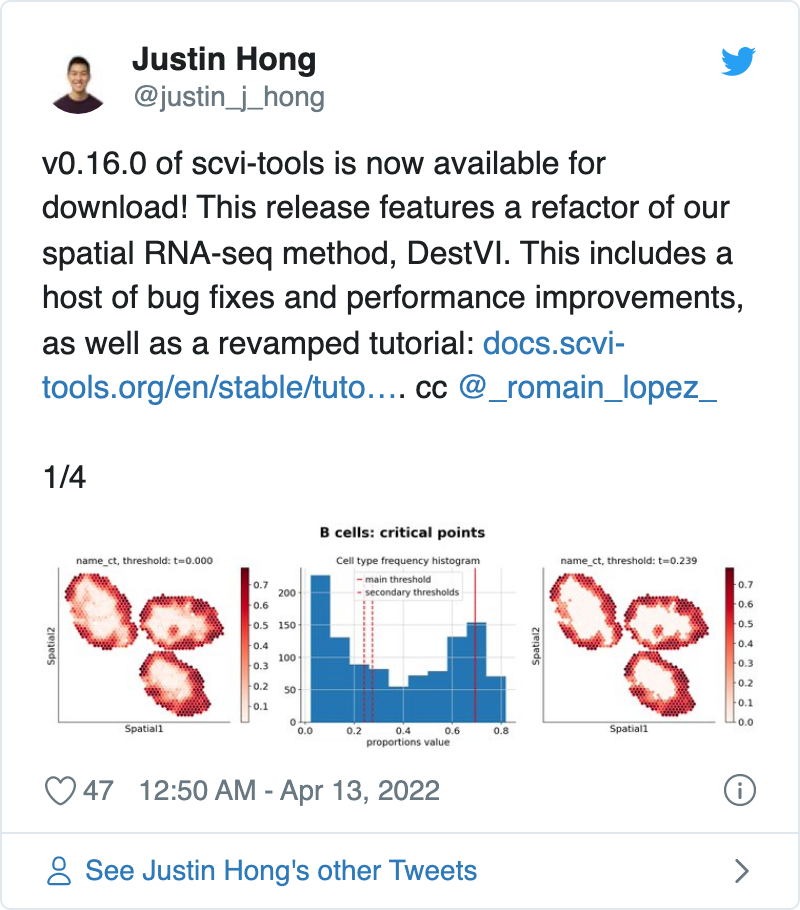 Justin Hong
@justin_j_hong
v0.16.0 of scvi-tools is now available for
download! This release features a refactor of our
spatial RNA-seq method, DestVI. This includes a
host of bug fixes and performance improvements,
as well as a revamped tutorial: docs.scvi-
tools.org/en/stable/tuto…. cc @_romain_lopez_
1/4
B cells: critical points
name_ct, threshold: t=0.000
Spatial2
Spatial1
0.7
0.6
0.5
0.4
0.3
0.2
0.1
Cell type frequency histogram
main threshold
secondary thresholds
200
150
100
50
0
0.0 0.2 0.4 0.6 0.8
proportions value
name_ct, threshold: t=0.239
Spatial2
Spatial1
0.7
0.6
0.5
0.4
0.3
0.2
0.1
0.0
47 12:50 AM - Apr 13, 2022
See Justin Hong's other Tweets